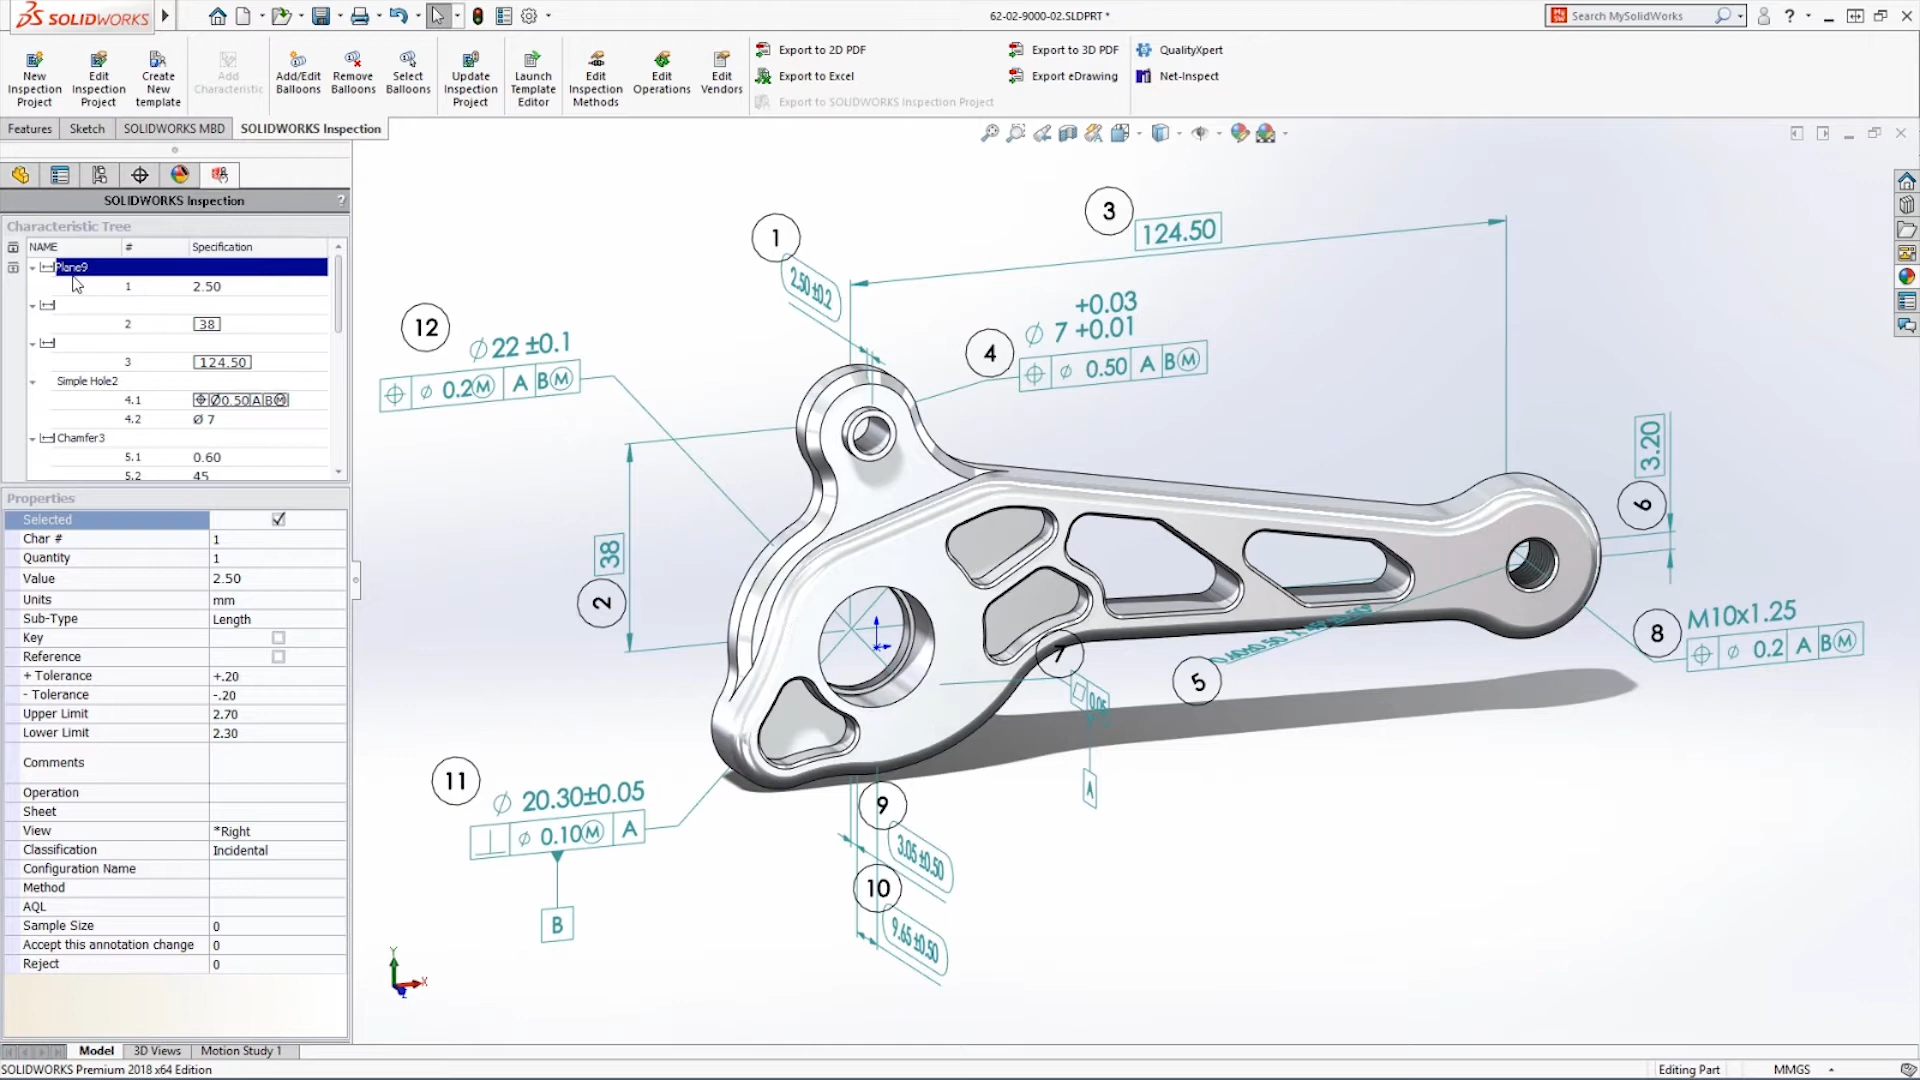 SOLIDWORKS
62-02-9000-02.SLDPRT *
Search MySolidWorks
New Inspection Project
Edit Inspection Project
Create New template
Add Characteristic
Add/Edit Balloons
Remove Balloons
Select Balloons
Update Inspection Project
Launch Template Editor
Edit Inspection Methods
Edit Operations
Edit Vendors
Export to 2D PDF
Export to Excel
Export to SOLIDWORKS Inspection Project
Export to 3D PDF
Export eDrawing
QualityXpert
Net-Inspect
Features
Sketch
SOLIDWORKS MBD
SOLIDWORKS Inspection
SOLIDWORKS Inspection ?
Characteristic Tree
NAME # Specification
Plane9
1 2.50
2 38
3 124.50
Simple Hole2
4.1 ⌖Ø0.50 A BⓂ
4.2 Ø 7
Chamfer3
5.1 0.60
5.2 45
Properties
Selected
Char # 1
Quantity 1
Value 2.50
Units mm
Sub-Type Length
Key
Reference
+ Tolerance +.20
- Tolerance -.20
Upper Limit 2.70
Lower Limit 2.30
Comments
Operation
Sheet
View *Right
Classification Incidental
Configuration Name
Method
AQL
Sample Size 0
Accept this annotation change 0
Reject 0
1
2.50 ±0.2
3
124.50
12
Ø22 ±0.1
⌖ Ø 0.2Ⓜ A BⓂ
4
+0.03
Ø 7 +0.01
⌖ Ø 0.50 A BⓂ
38
2
3.20
6
8
M10x1.25
⌖ Ø 0.2 A BⓂ
7
0.05
A
5
11
Ø 20.30±0.05
⊥ Ø 0.10Ⓜ A
B
9
3.05±0.50
10
9.65±0.50
Y
X
Model
3D Views
Motion Study 1
SOLIDWORKS Premium 2018 x64 Edition
Editing Part
MMGS